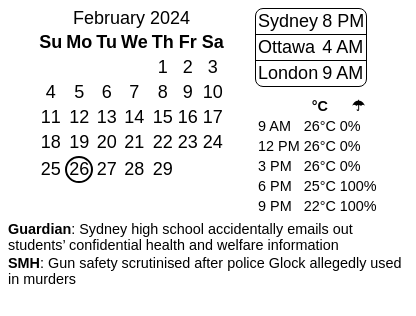 February 2024
Su Mo Tu We Th Fr Sa
1 2 3
4 5 6 7 8 9 10
11 12 13 14 15 16 17
18 19 20 21 22 23 24
25 26 27 28 29
Sydney 8 PM
Ottawa 4 AM
London 9 AM
°C ☂
9 AM 26°C 0%
12 PM 26°C 0%
3 PM 26°C 0%
6 PM 25°C 100%
9 PM 22°C 100%
Guardian: Sydney high school accidentally emails out
students’ confidential health and welfare information
SMH: Gun safety scrutinised after police Glock allegedly used
in murders